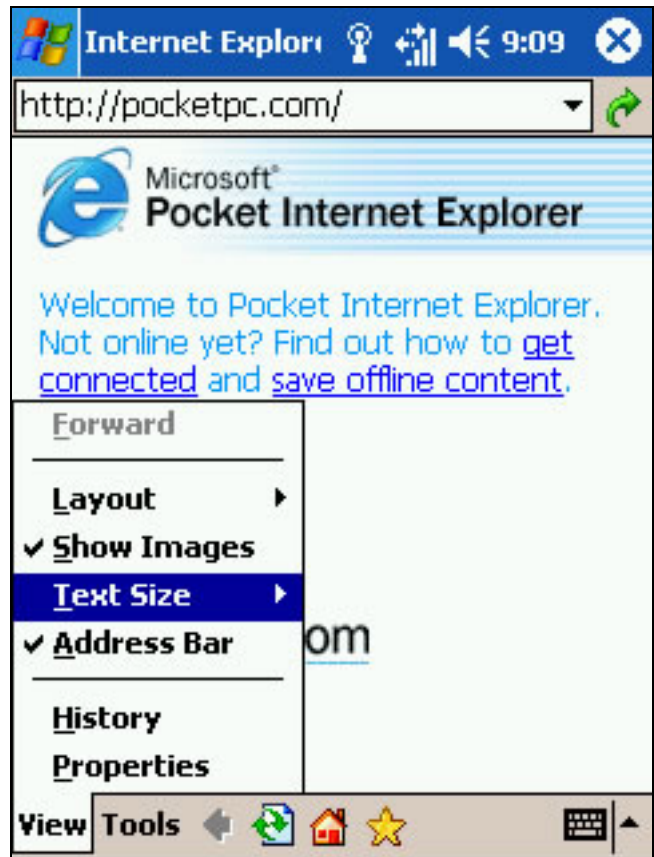 Internet Explor
9:09
http://pocketpc.com/
Microsoft®
Pocket Internet Explorer
Welcome to Pocket Internet Explorer.
Not online yet? Find out how to get
connected and save offline content.
Forward
Layout
Show Images
Text Size
Address Bar
om
History
Properties
View Tools